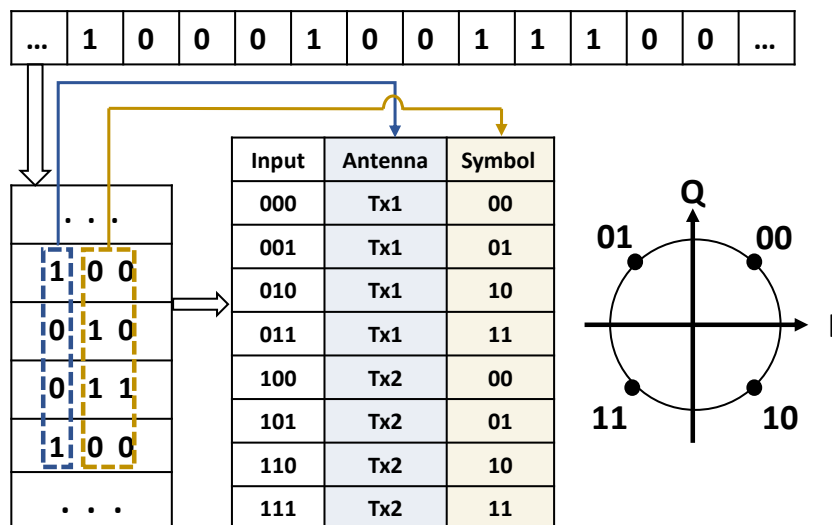 ... 1 0 0 0 1 0 0 1 1 1 0 0 ...
. . .
1 0 0
0 1 0
0 1 1
1 0 0
. . .
Input Antenna Symbol
000 Tx1 00
001 Tx1 01
010 Tx1 10
011 Tx1 11
100 Tx2 00
101 Tx2 01
110 Tx2 10
111 Tx2 11
Q
01 00
I
11 10